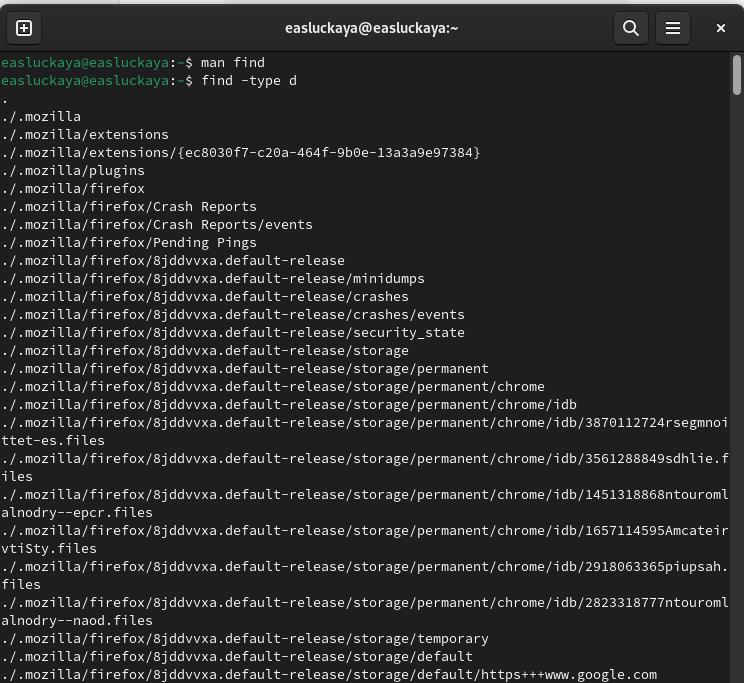 easluckaya@easluckaya:~
easluckaya@easluckaya:~$ man find
easluckaya@easluckaya:~$ find -type d
.
./.mozilla
./.mozilla/extensions
./.mozilla/extensions/{ec8030f7-c20a-464f-9b0e-13a3a9e97384}
./.mozilla/plugins
./.mozilla/firefox
./.mozilla/firefox/Crash Reports
./.mozilla/firefox/Crash Reports/events
./.mozilla/firefox/Pending Pings
./.mozilla/firefox/8jddvvxa.default-release
./.mozilla/firefox/8jddvvxa.default-release/minidumps
./.mozilla/firefox/8jddvvxa.default-release/crashes
./.mozilla/firefox/8jddvvxa.default-release/crashes/events
./.mozilla/firefox/8jddvvxa.default-release/security_state
./.mozilla/firefox/8jddvvxa.default-release/storage
./.mozilla/firefox/8jddvvxa.default-release/storage/permanent
./.mozilla/firefox/8jddvvxa.default-release/storage/permanent/chrome
./.mozilla/firefox/8jddvvxa.default-release/storage/permanent/chrome/idb
./.mozilla/firefox/8jddvvxa.default-release/storage/permanent/chrome/idb/3870112724rsegmnoi
ttet-es.files
./.mozilla/firefox/8jddvvxa.default-release/storage/permanent/chrome/idb/3561288849sdhlie.f
iles
./.mozilla/firefox/8jddvvxa.default-release/storage/permanent/chrome/idb/1451318868ntouroml
alnodry--epcr.files
./.mozilla/firefox/8jddvvxa.default-release/storage/permanent/chrome/idb/1657114595Amcateir
vtiSty.files
./.mozilla/firefox/8jddvvxa.default-release/storage/permanent/chrome/idb/2918063365piupsah.
files
./.mozilla/firefox/8jddvvxa.default-release/storage/permanent/chrome/idb/2823318777ntouroml
alnodry--naod.files
./.mozilla/firefox/8jddvvxa.default-release/storage/temporary
./.mozilla/firefox/8jddvvxa.default-release/storage/default
./.mozilla/firefox/8jddvvxa.default-release/storage/default/https+++www.google.com